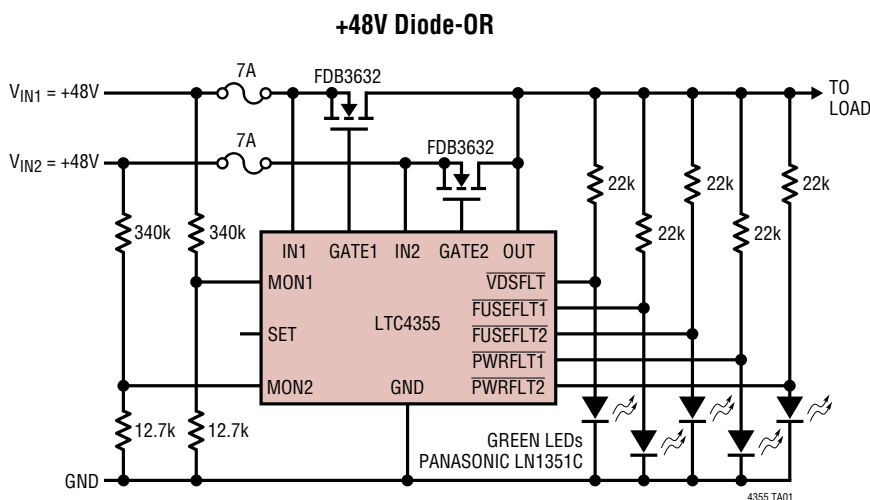 +48V Diode-OR
7A
FDB3632
VIN1 = +48V
TO
LOAD
7A
FDB3632
VIN2 = +48V
22k
22k
22k
340k
340k
22k
22k
IN1
GATE1
IN2
GATE2
OUT
MON1
VDSFLT
FUSEFLT1
LTC4355
SET
FUSEFLT2
PWRFLT1
MON2
GND
PWRFLT2
12.7k
12.7k
GREEN LEDs
PANASONIC LN1351C
GND
4355 TA01